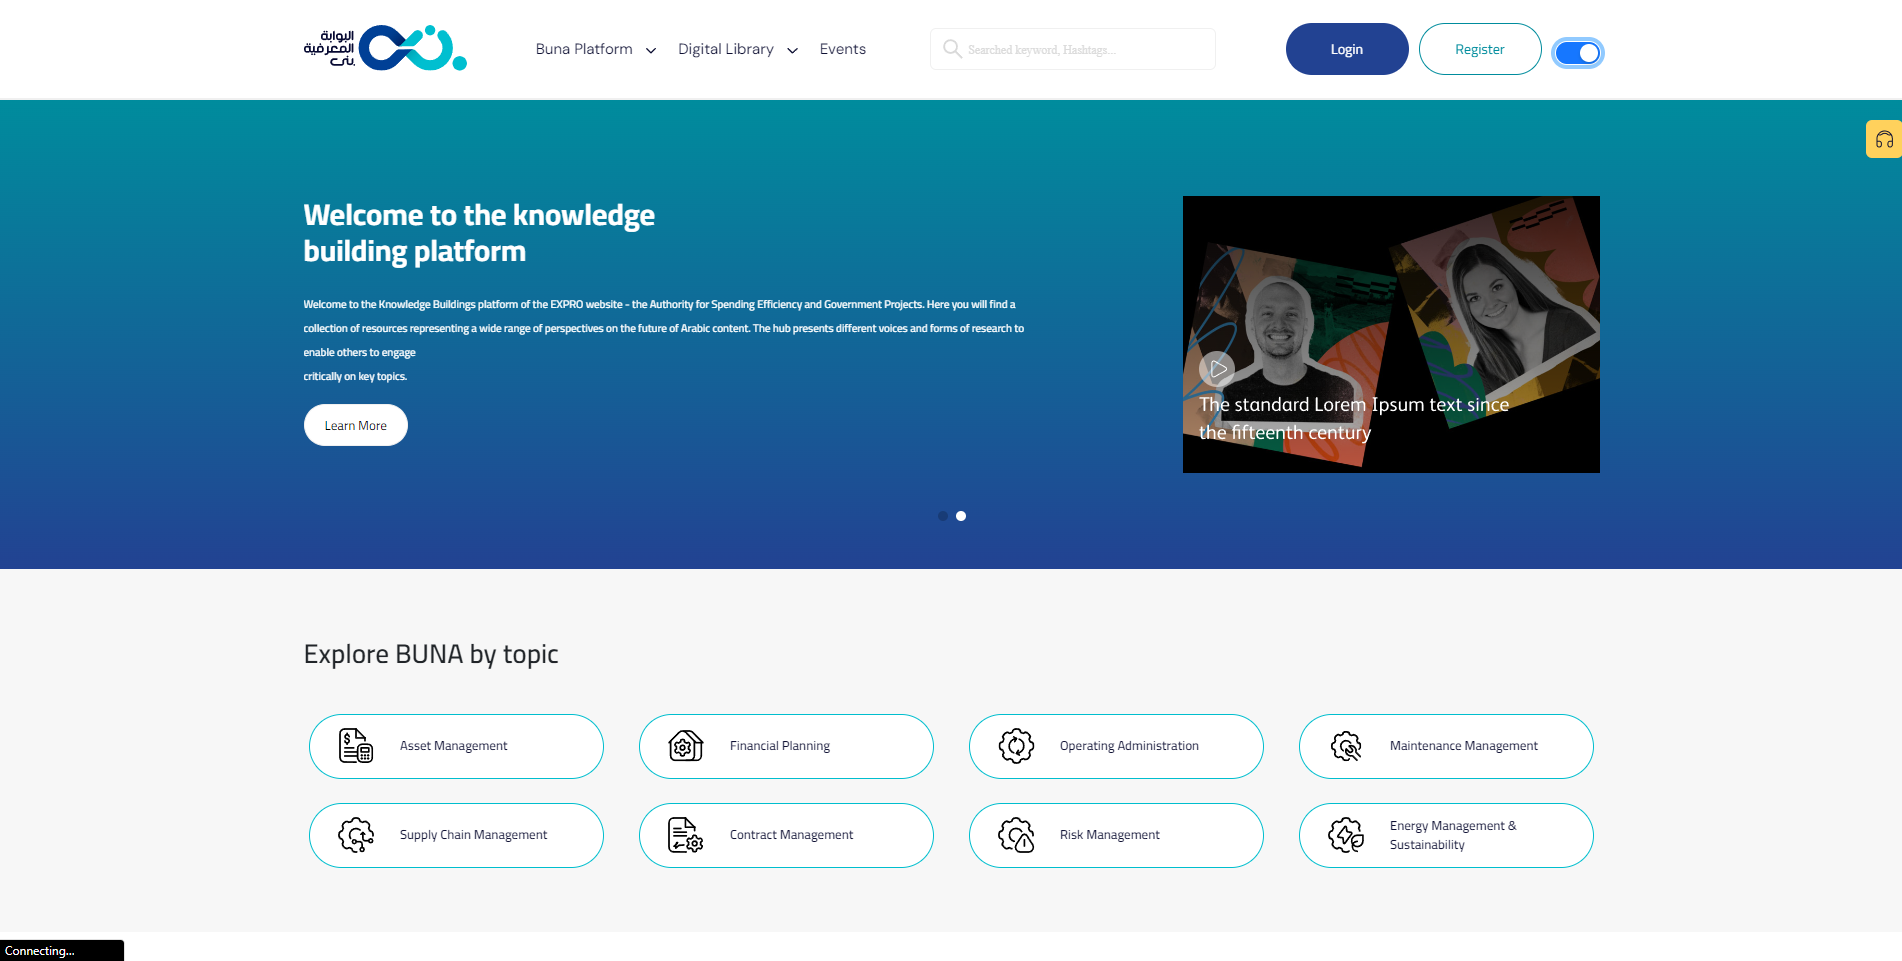 البوابة
المعرفية
بنى
Buna Platform
Digital Library
Events
Searched keyword, Hashtags...
Login
Register
Welcome to the knowledge
building platform
Welcome to the Knowledge Buildings platform of the EXPRO website - the Authority for Spending Efficiency and Government Projects. Here you will find a
collection of resources representing a wide range of perspectives on the future of Arabic content. The hub presents different voices and forms of research to
enable others to engage
critically on key topics.
Learn More
The standard Lorem Ipsum text since
the fifteenth century
Explore BUNA by topic
Asset Management
Financial Planning
Operating Administration
Maintenance Management
Supply Chain Management
Contract Management
Risk Management
Energy Management &
Sustainability
Connecting...